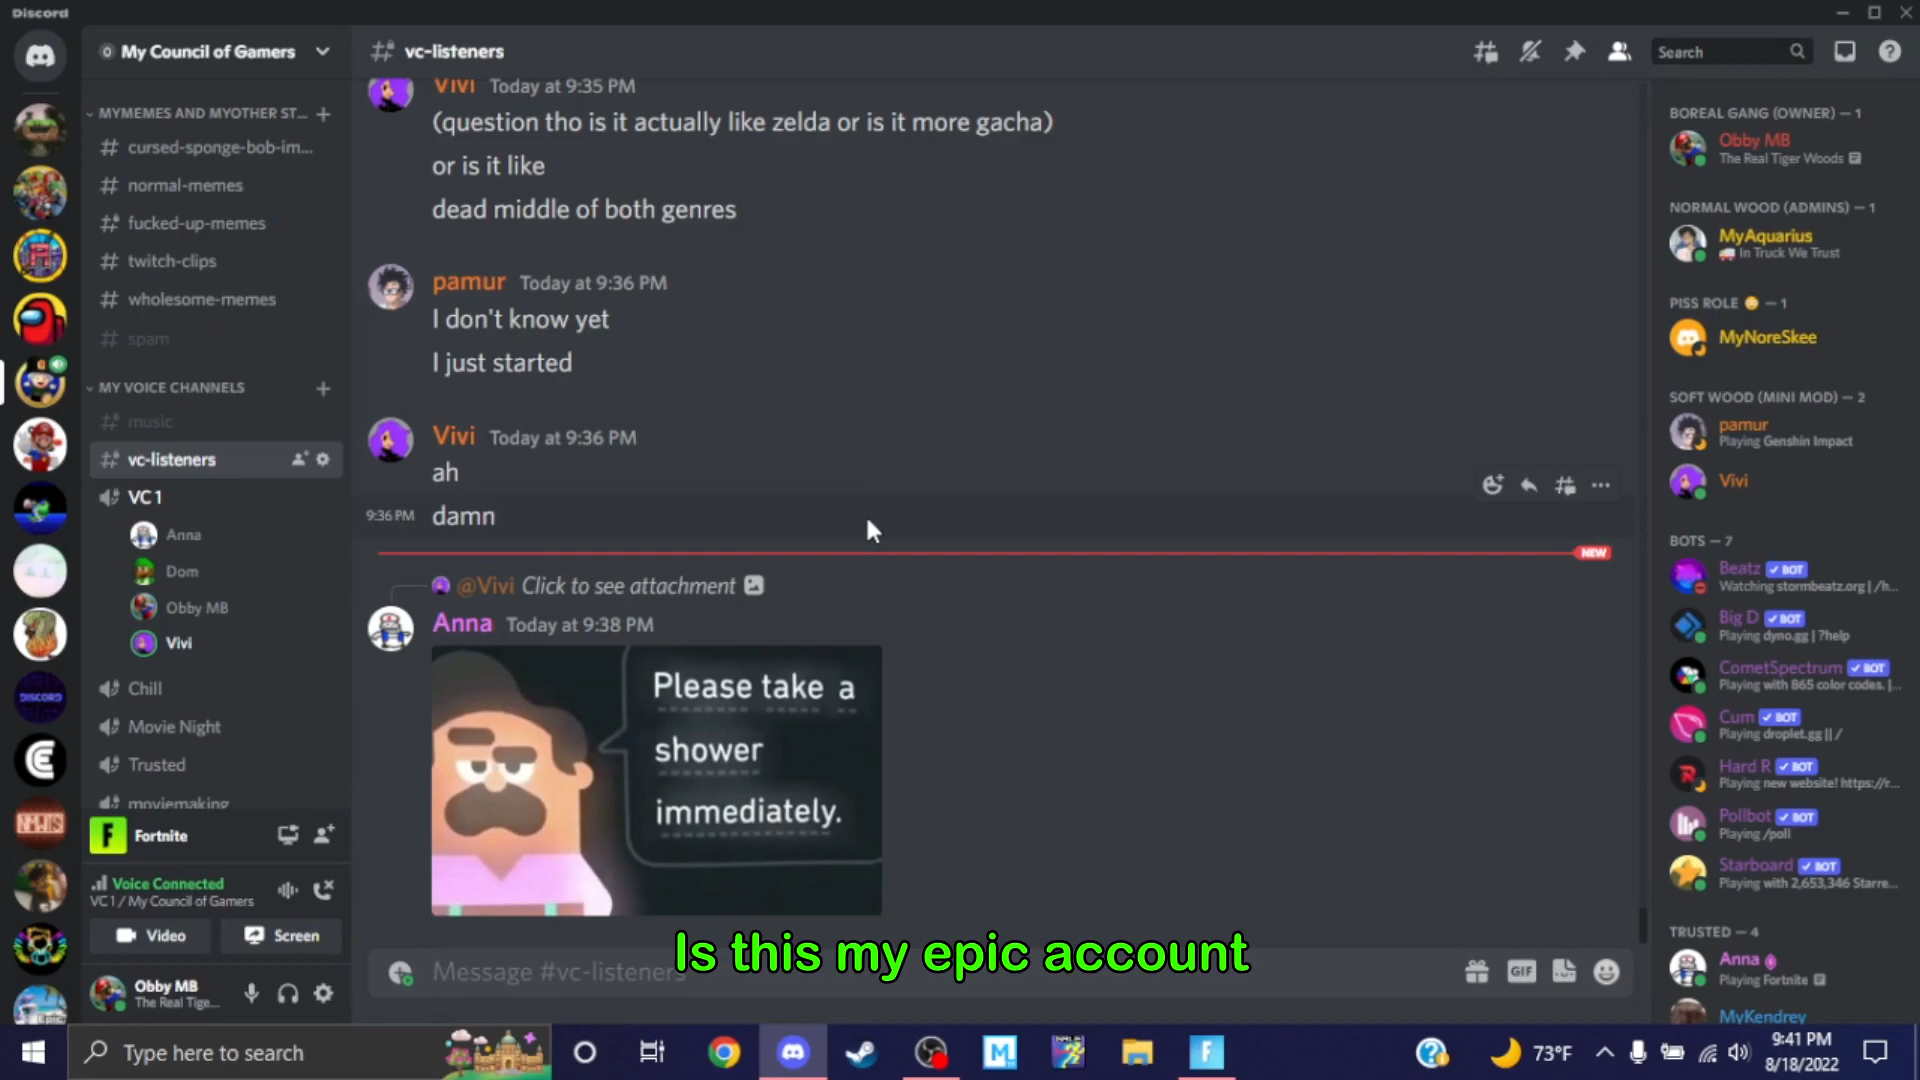 Discord
My Council of Gamers
MYMEMES AND MYOTHER ST...
cursed-sponge-bob-im...
normal-memes
fucked-up-memes
twitch-clips
wholesome-memes
spam
MY VOICE CHANNELS
music
vc-listeners
VC 1
Anna
Dom
Obby MB
Vivi
Chill
Movie Night
Trusted
moviemaking
Fortnite
Voice Connected
VC 1 / My Council of Gamers
Video
Screen
Obby MB
The Real Tige...
vc-listeners
Search
Vivi Today at 9:35 PM
(question tho is it actually like zelda or is it more gacha)
or is it like
dead middle of both genres
pamur Today at 9:36 PM
I don't know yet
I just started
Vivi Today at 9:36 PM
ah
9:36 PM damn
NEW
@Vivi Click to see attachment
Anna Today at 9:38 PM
Please take a
shower
immediately.
Is this my epic account
Message #vc-listeners
GIF
BOREAL GANG (OWNER) — 1
Obby MB
The Real Tiger Woods
NORMAL WOOD (ADMINS) — 1
MyAquarius
🚚 In Truck We Trust
PISS ROLE — 1
MyNoreSkee
SOFT WOOD (MINI MOD) — 2
pamur
Playing Genshin Impact
Vivi
BOTS — 7
Beatz ✓ BOT
Watching stormbeatz.org | /h...
Big D ✓ BOT
Playing dyno.gg | ?help
CometSpectrum ✓ BOT
Playing with 865 color codes. |...
Cum ✓ BOT
Playing droplet.gg || /
Hard R ✓ BOT
Playing new website! https://r...
Pollbot ✓ BOT
Playing /poll
Starboard ✓ BOT
Playing with 2,653,346 Starre...
TRUSTED — 4
Anna
Playing Fortnite
MyKendrey
DISCORD
Type here to search
73°F
9:41 PM
8/18/2022